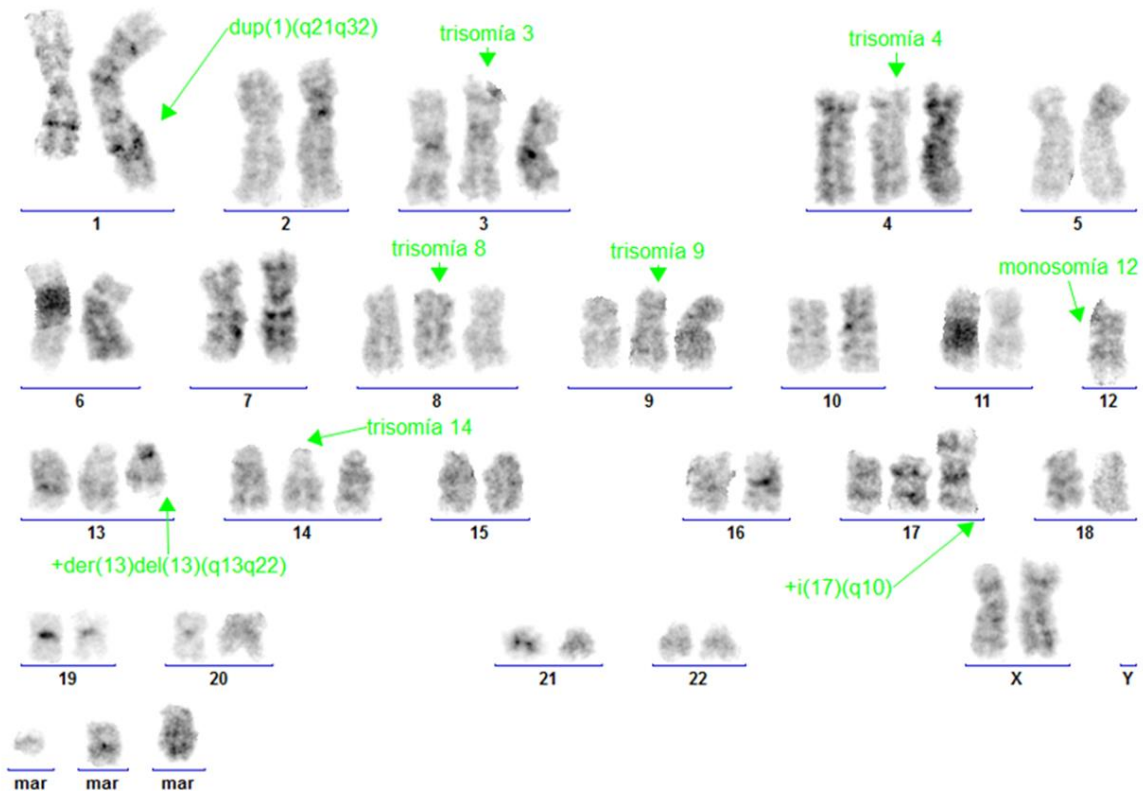 dup(1)(q21q32)
trisomía 3
trisomía 4
1
2
3
4
5
trisomía 8
trisomía 9
monosomía 12
6
7
8
9
10
11
12
trisomía 14
13
14
15
16
17
18
+der(13)del(13)(q13q22)
+i(17)(q10)
19
20
21
22
X
Y
mar
mar
mar